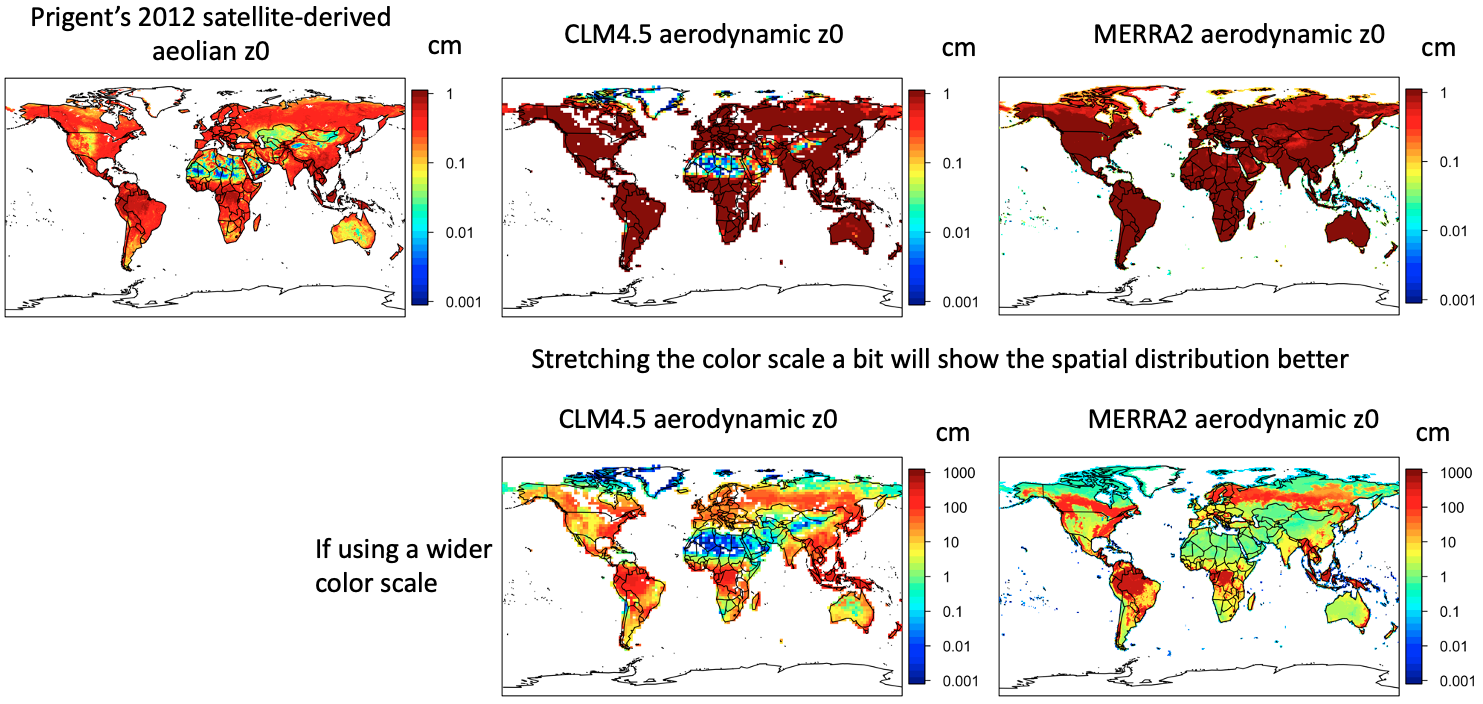 Prigent's 2012 satellite-derived
aeolian z0
cm
1
0.1
0.01
0.001
CLM4.5 aerodynamic z0
cm
1
0.1
0.01
0.001
MERRA2 aerodynamic z0
cm
1
0.1
0.01
0.001
Stretching the color scale a bit will show the spatial distribution better
If using a wider
color scale
CLM4.5 aerodynamic z0
cm
1000
100
10
1
0.1
0.01
0.001
MERRA2 aerodynamic z0
cm
1000
100
10
1
0.1
0.01
0.001